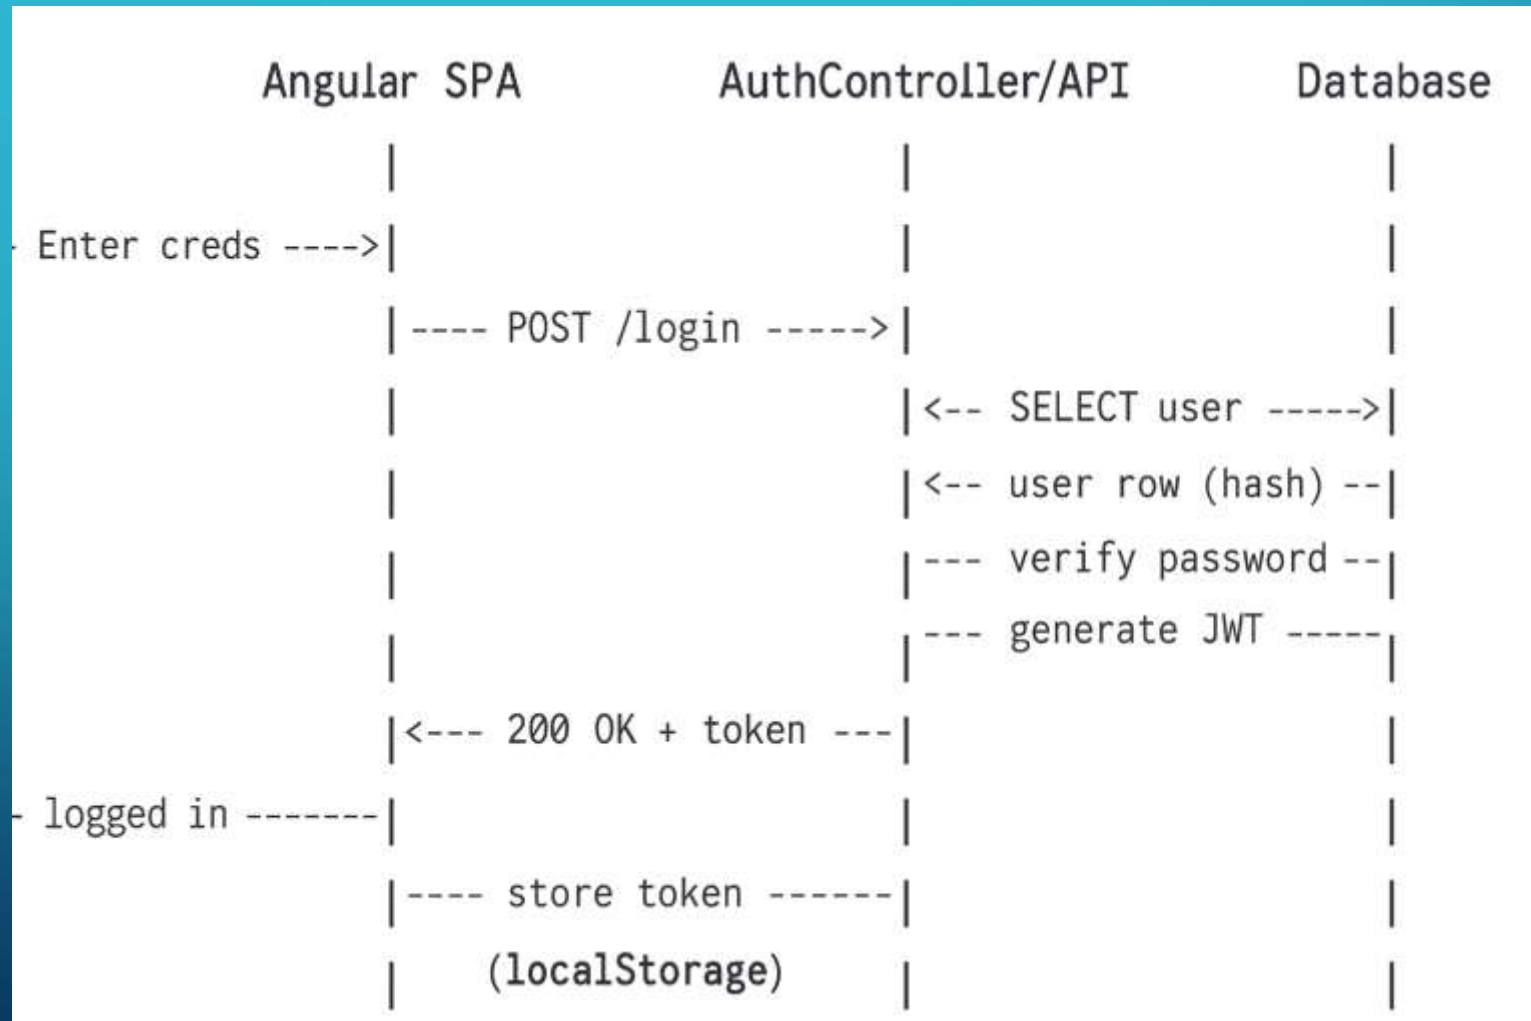 Angular SPA AuthController/API Database
| | |
- Enter creds ---->| | |
|---- POST /login ----->| |
| |<-- SELECT user ----->|
| |<-- user row (hash) --|
| |--- verify password --|
| |--- generate JWT -----|
|<--- 200 OK + token ---| |
- logged in -------| | |
|---- store token ------| |
| (localStorage) | |